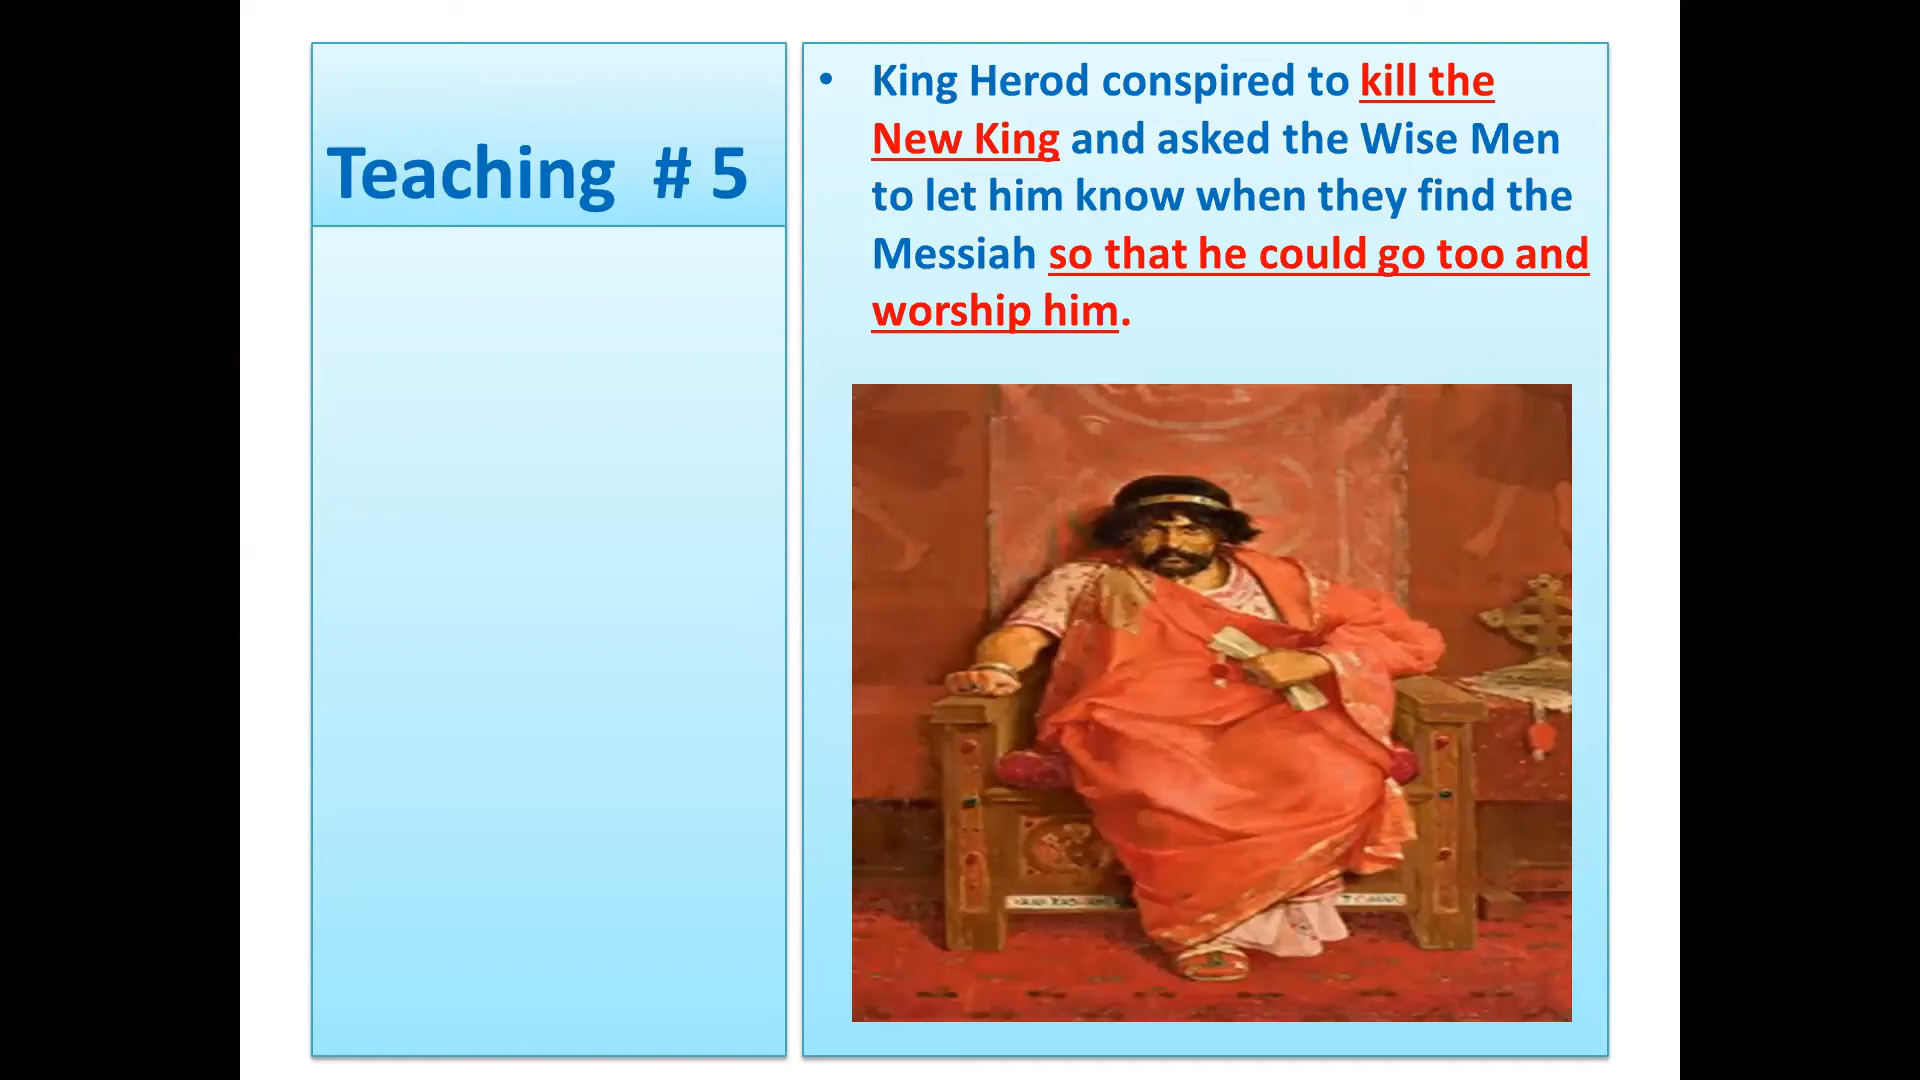 Teaching # 5
• King Herod conspired to kill the
New King and asked the Wise Men
to let him know when they find the
Messiah so that he could go too and
worship him.